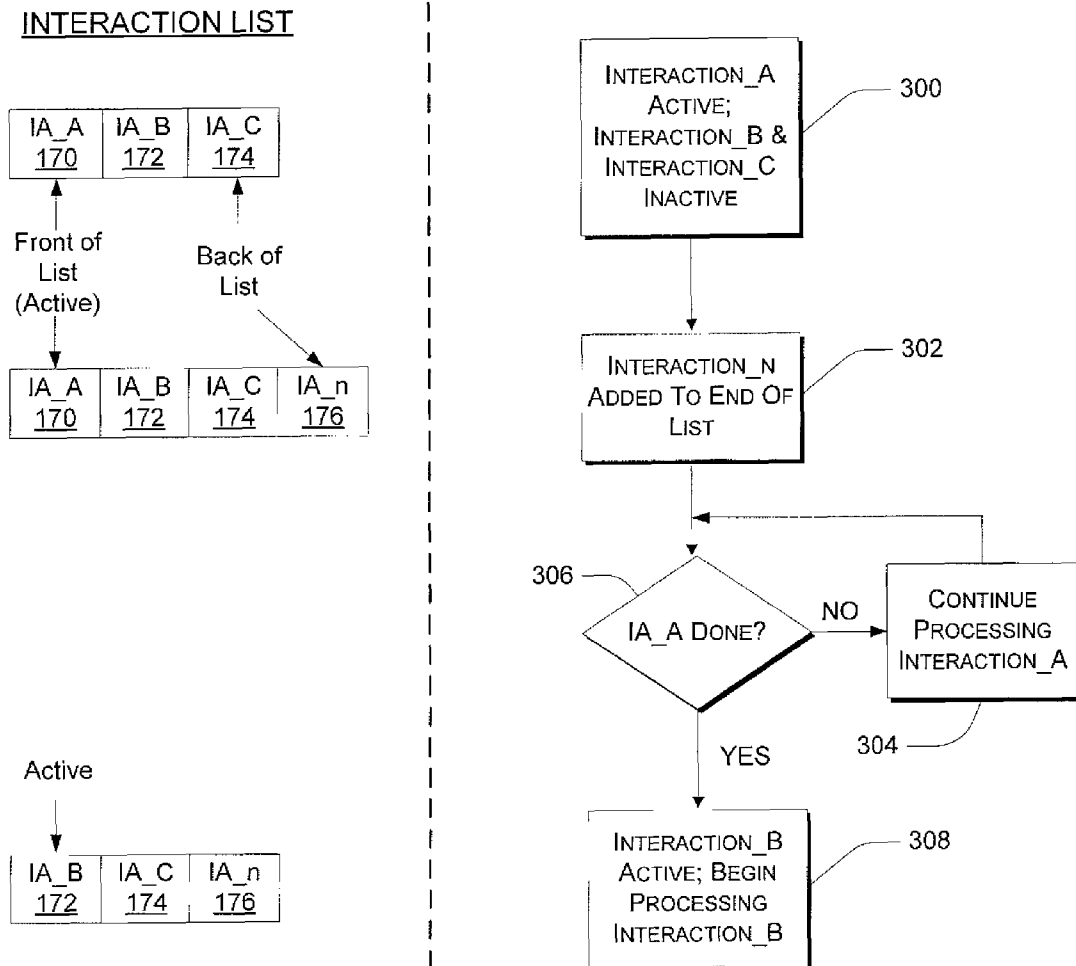 INTERACTION LIST
IA_A IA_B IA_C
170 172 174
Front of
List
(Active)
Back of
List
IA_A IA_B IA_C IA_n
170 172 174 176
Active
IA_B IA_C IA_n
172 174 176
INTERACTION_A
ACTIVE;
INTERACTION_B &
INTERACTION_C
INACTIVE
300
INTERACTION_N
ADDED TO END OF
LIST
302
306
IA_A DONE?
NO
CONTINUE
PROCESSING
INTERACTION_A
304
YES
INTERACTION_B
ACTIVE; BEGIN
PROCESSING
INTERACTION_B
308